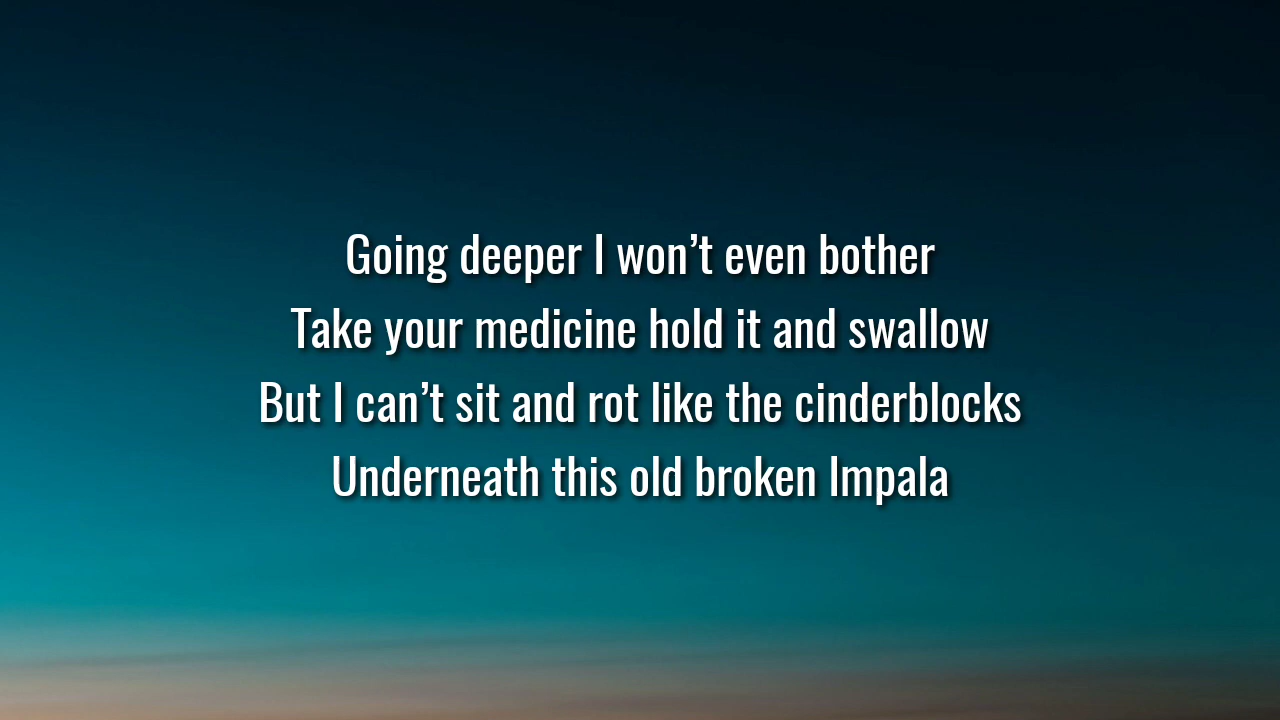 Going deeper I won’t even bother
Take your medicine hold it and swallow
But I can’t sit and rot like the cinderblocks
Underneath this old broken Impala